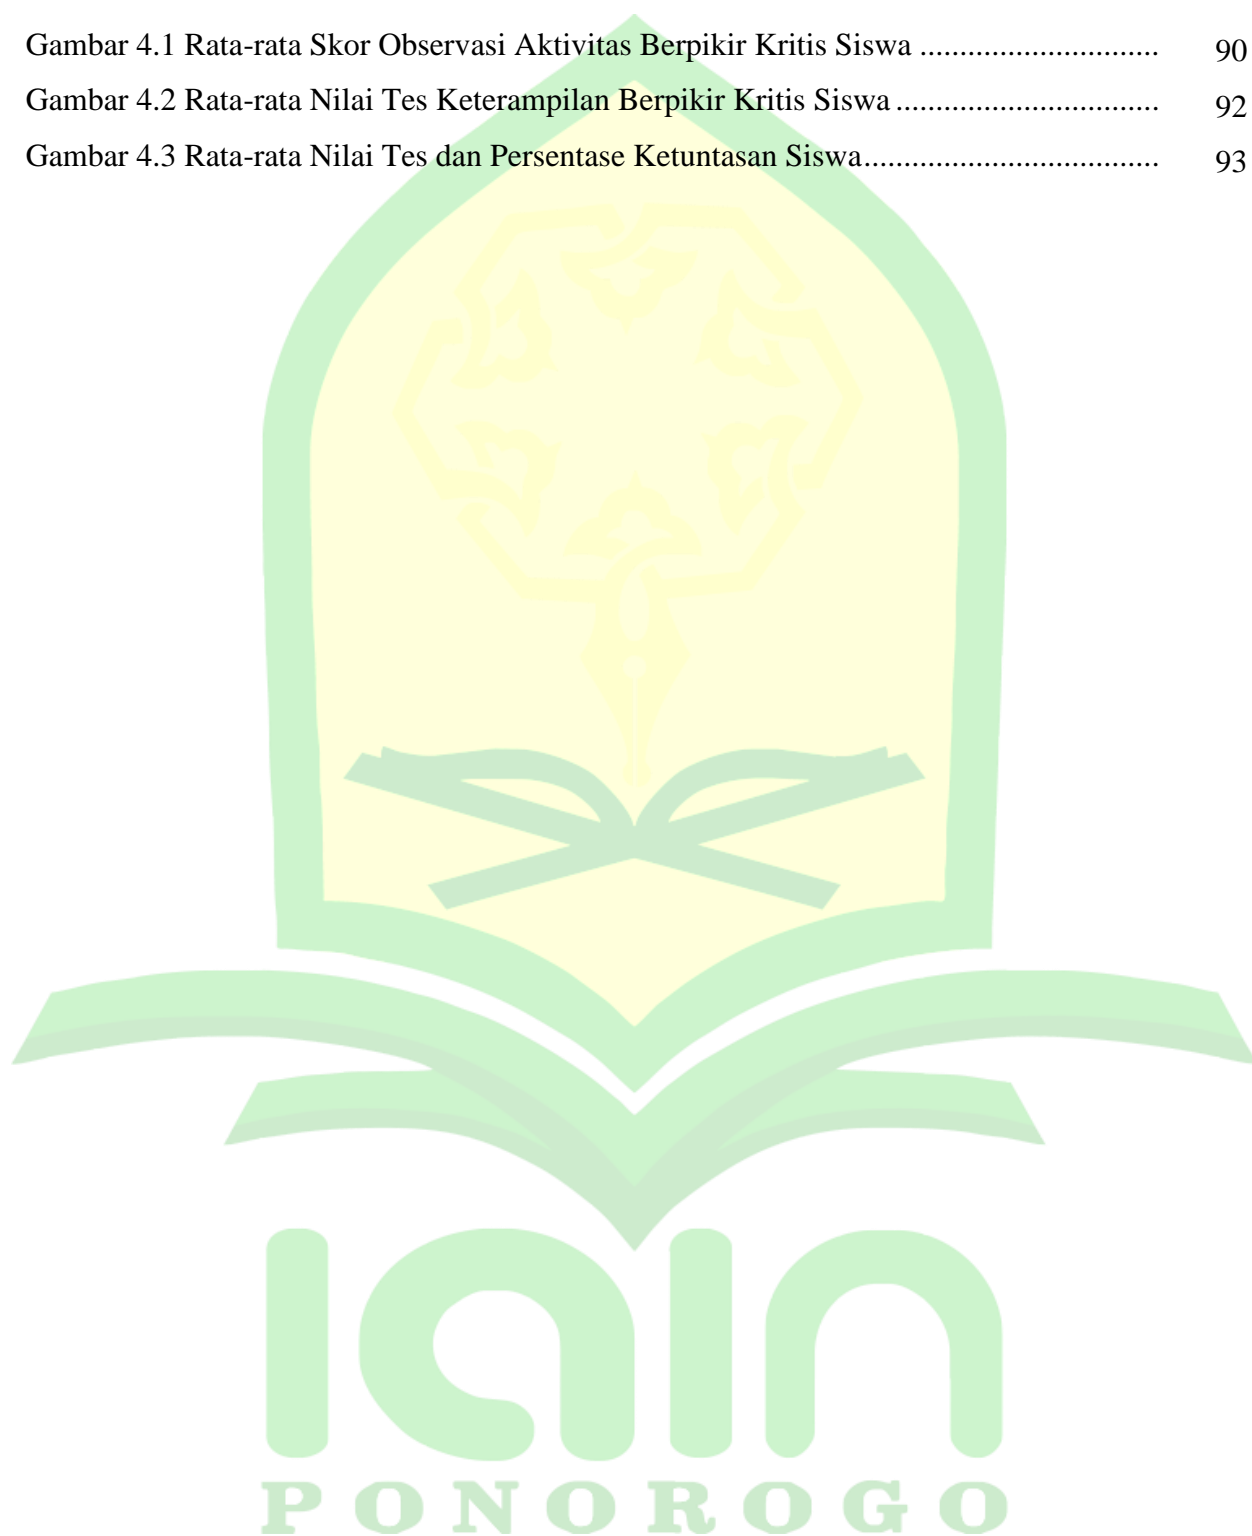 Gambar 4.1 Rata-rata Skor Observasi Aktivitas Berpikir Kritis Siswa ............................. 90
Gambar 4.2 Rata-rata Nilai Tes Keterampilan Berpikir Kritis Siswa ................................ 92
Gambar 4.3 Rata-rata Nilai Tes dan Persentase Ketuntasan Siswa.................................... 93
iain
PONOROGO